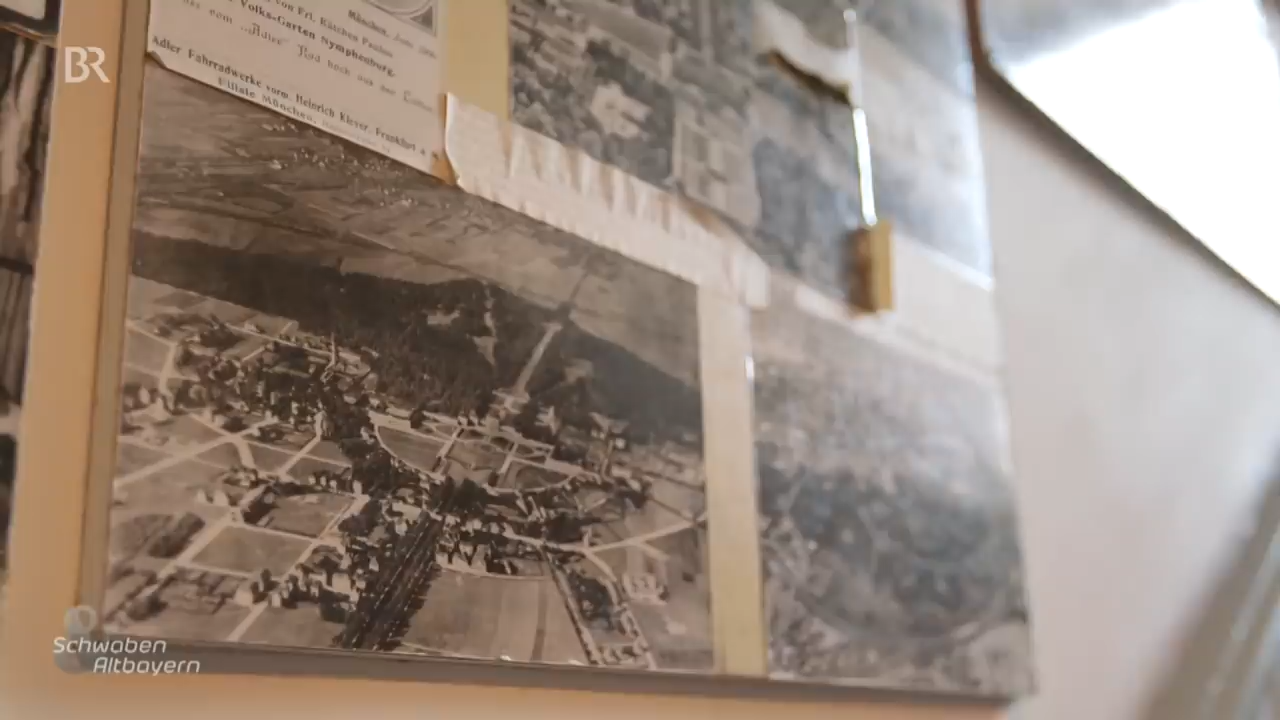 BR
München, Juni
von Frl. Kätchen Paulus
Volks-Garten Nymphenburg.
vom „Adler" Rad hoch aus den Lüften
Adler Fahrradwerke vorm. Heinrich Kleyer, Frankfurt a
Filiale München,
Schwaben
Altbayern